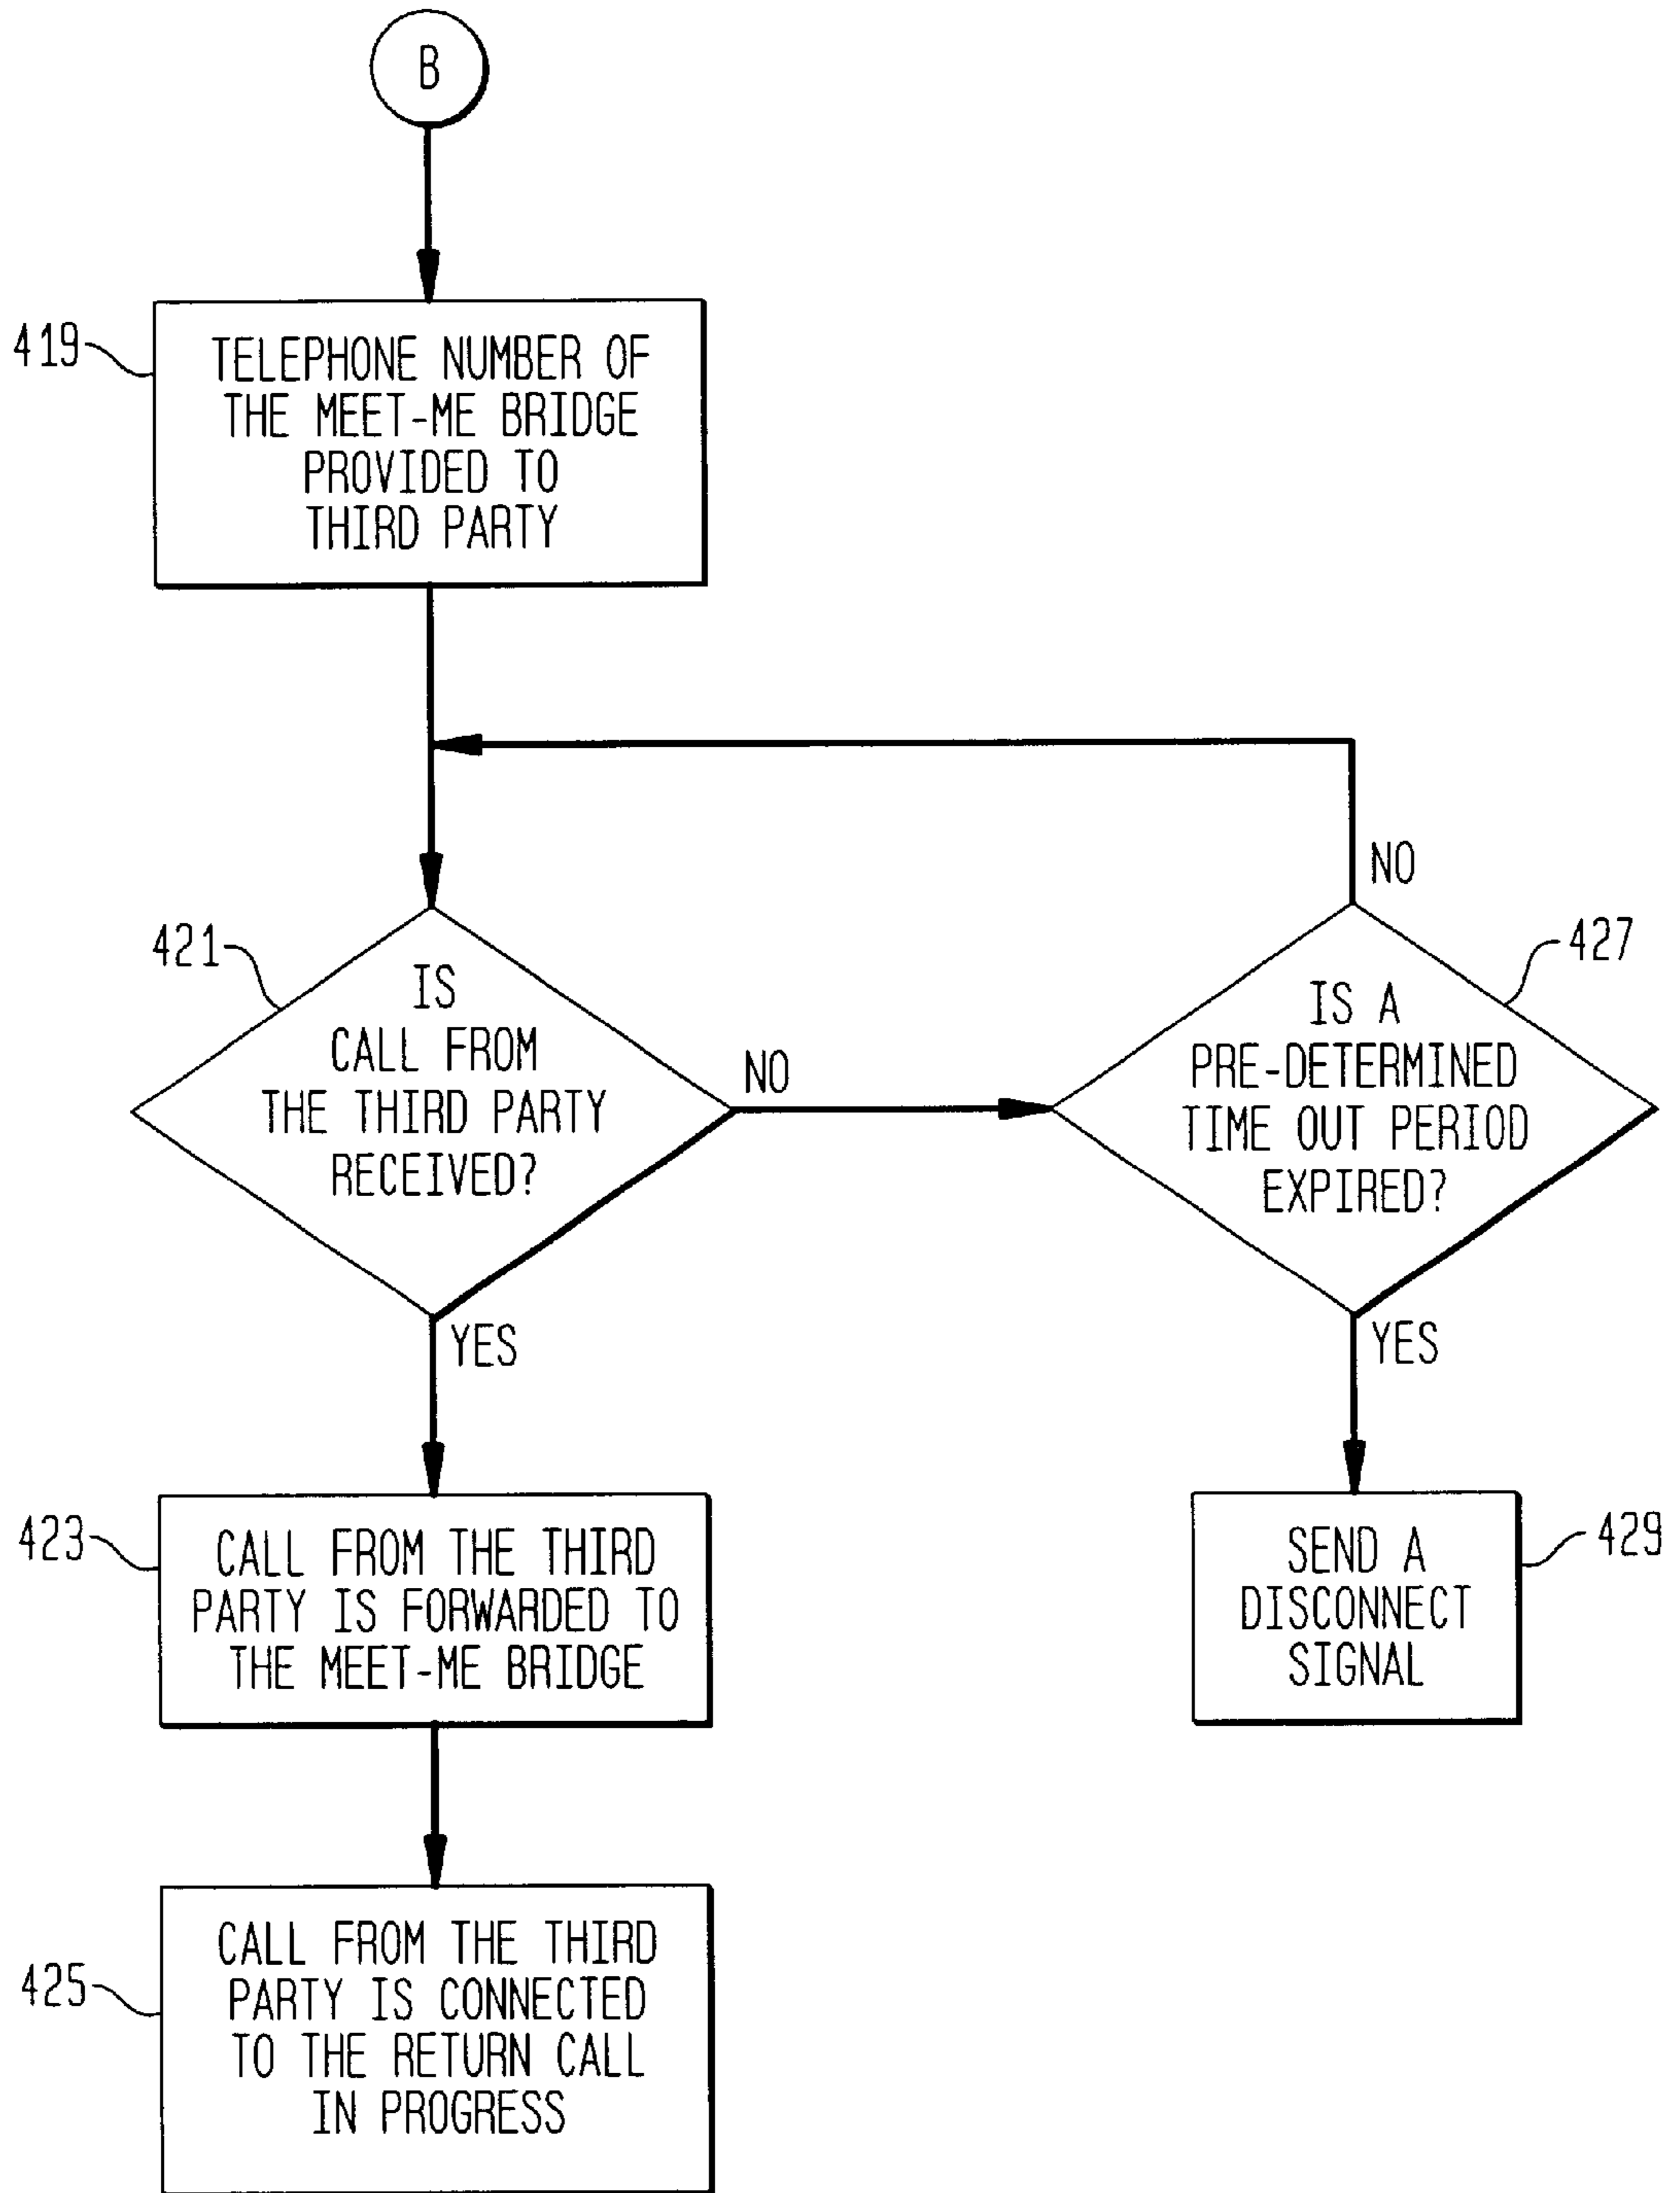 B
419
TELEPHONE NUMBER OF
THE MEET-ME BRIDGE
PROVIDED TO
THIRD PARTY
NO
421
IS
CALL FROM
THE THIRD PARTY
RECEIVED?
NO
YES
427
IS A
PRE-DETERMINED
TIME OUT PERIOD
EXPIRED?
YES
423
CALL FROM THE THIRD
PARTY IS FORWARDED TO
THE MEET-ME BRIDGE
429
SEND A
DISCONNECT
SIGNAL
425
CALL FROM THE THIRD
PARTY IS CONNECTED
TO THE RETURN CALL
IN PROGRESS